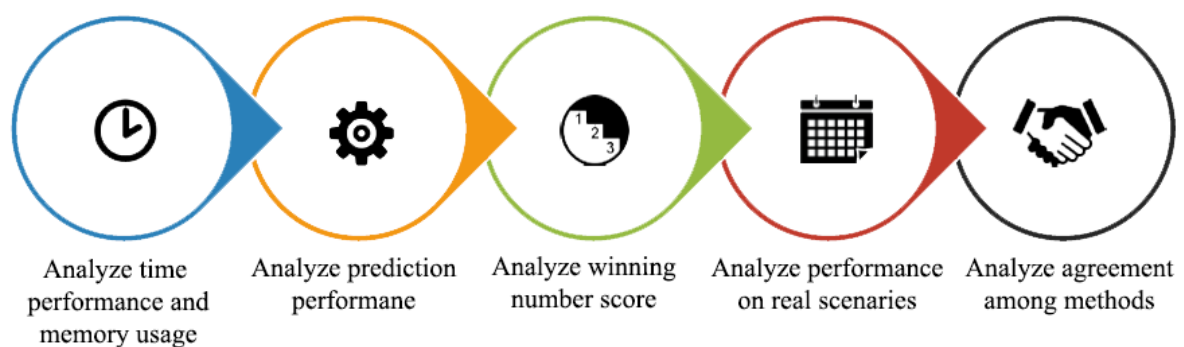 1
2
3
Analyze time
performance and
memory usage
Analyze prediction
performane
Analyze winning
number score
Analyze performance
on real scenaries
Analyze agreement
among methods